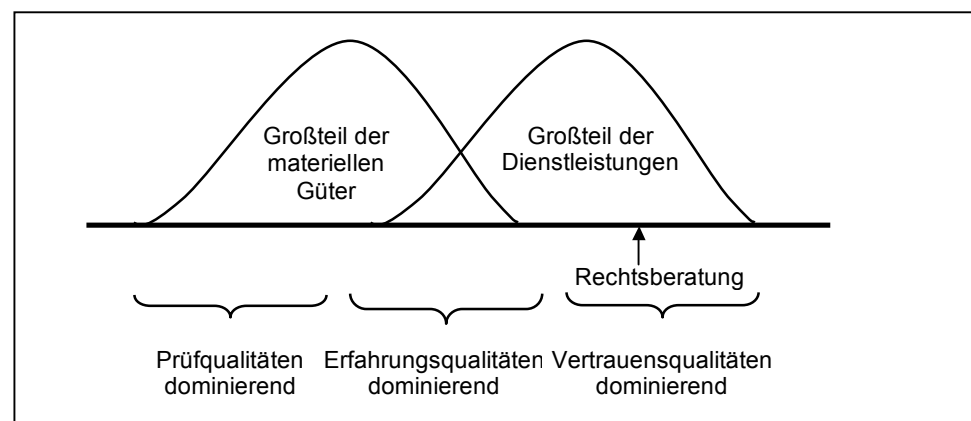 Großteil der
materiellen
Güter
Großteil der
Dienstleistungen
Rechtsberatung
Prüfqualitäten
dominierend
Erfahrungsqualitäten
dominierend
Vertrauensqualitäten
dominierend